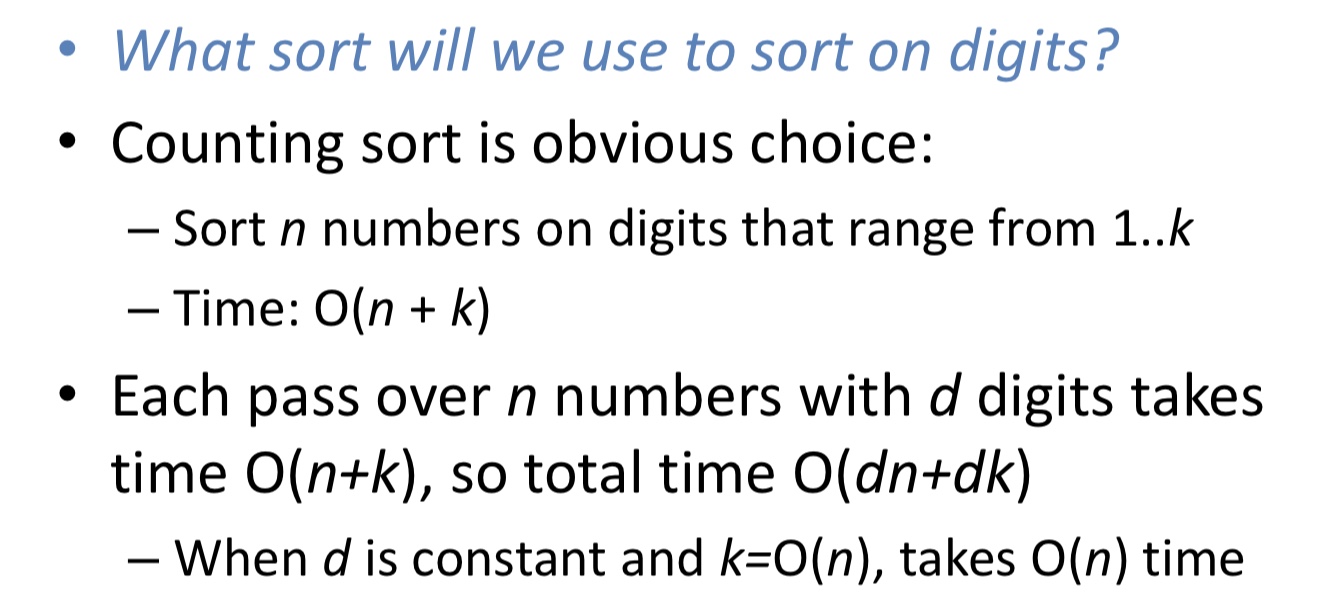 • What sort will we use to sort on digits?
• Counting sort is obvious choice:
– Sort n numbers on digits that range from 1..k
– Time: O(n + k)
• Each pass over n numbers with d digits takes
time O(n+k), so total time O(dn+dk)
– When d is constant and k=O(n), takes O(n) time